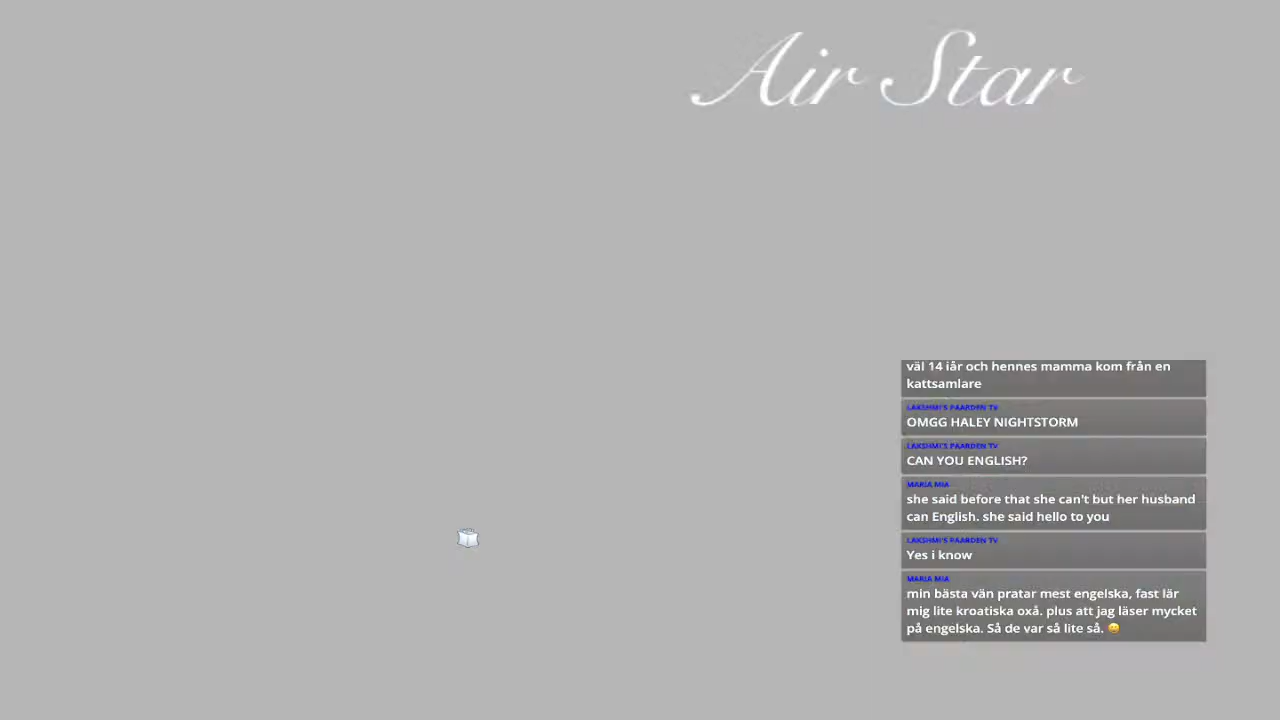 Air Star
väl 14 iår och hennes mamma kom från en
kattsamlare
LAKSHMI'S PAARDEN TV
OMGG HALEY NIGHTSTORM
LAKSHMI'S PAARDEN TV
CAN YOU ENGLISH?
MARIA MIA
she said before that she can't but her husband
can English. she said hello to you
LAKSHMI'S PAARDEN TV
Yes i know
MARIA MIA
min bästa vän pratar mest engelska, fast lär
mig lite kroatiska oxå. plus att jag läser mycket
på engelska. Så de var så lite så. 😀